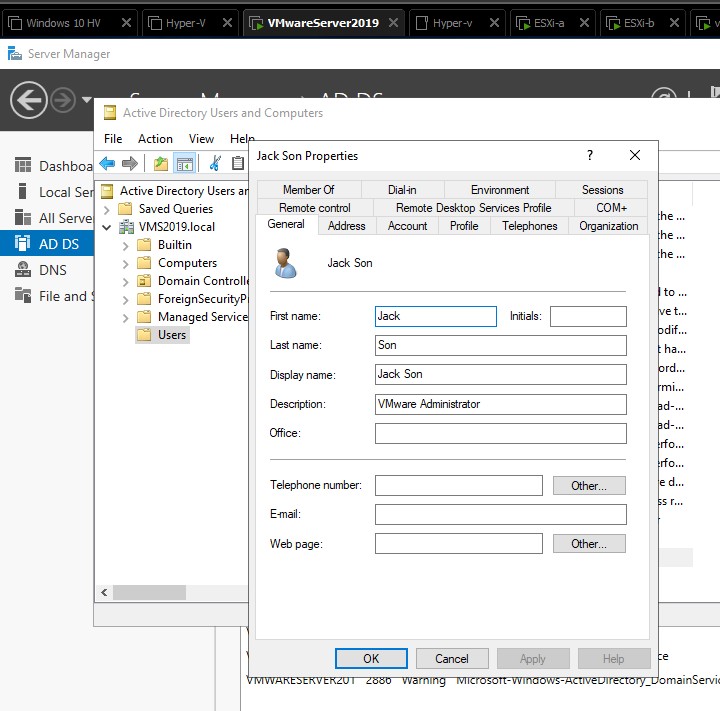 Windows 10 HV
Hyper-V
VMwareServer2019
Hyper-v
ESXi-a
ESXi-b
Server Manager
Active Directory Users and Computers
File Action View Help
Jack Son Properties
?
Active Directory Users
Saved Queries
VMS2019.local
Builtin
Computers
Domain Controlle
ForeignSecurityP
Managed Service
Users
Dashboa
Local Ser
All Serve
AD DS
DNS
File and S
Member Of Dial-in Environment Sessions
Remote control Remote Desktop Services Profile COM+
General Address Account Profile Telephones Organization
Jack Son
First name: Jack Initials:
Last name: Son
Display name: Jack Son
Description: VMware Administrator
Office:
Telephone number: Other...
E-mail:
Web page: Other...
OK Cancel Apply Help
the ...
the ...
the ...
d to ...
ve t...
odif...
t ha...
ord...
rmi...
ad-...
ad-...
erfo...
erfo...
e d...
ss r...
VMWARESERVER201 2886 Warning Microsoft-Windows-ActiveDirectory_DomainServic